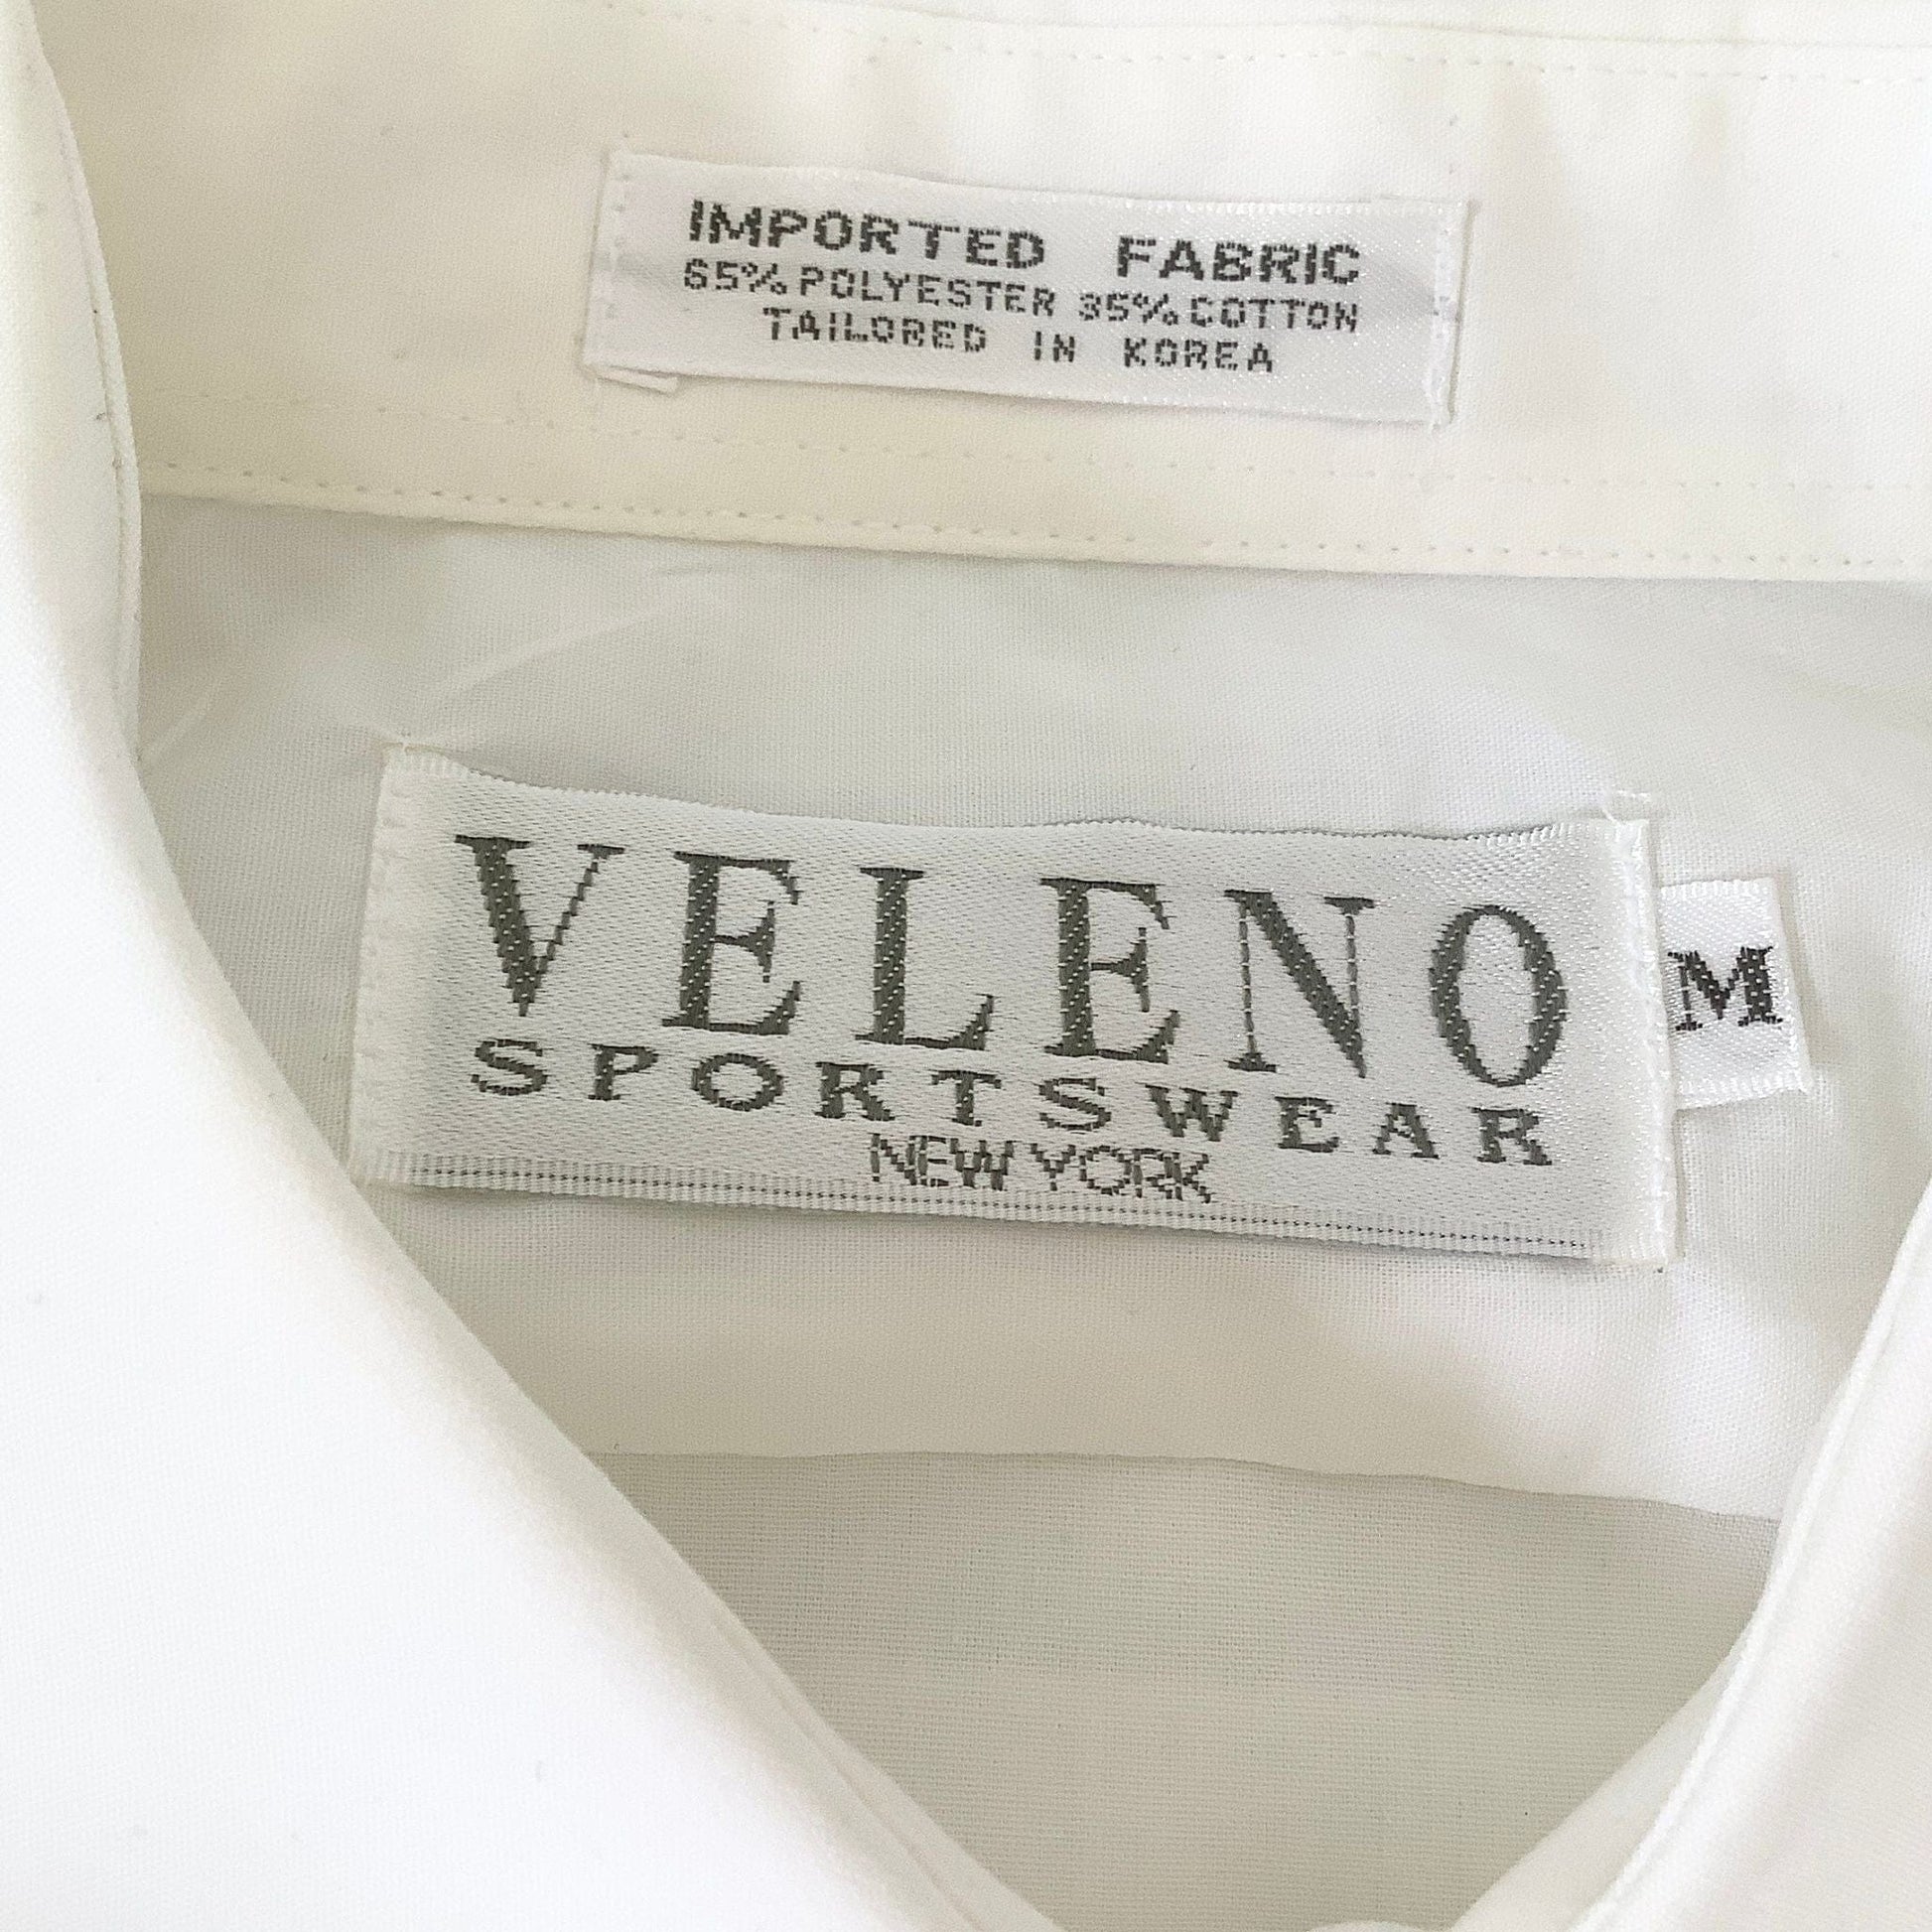 IMPORTED FABRIC
65% POLYESTER 35% COTTON
TAILORED IN KOREA
VELENO
SPORTSWEAR
NEW YORK
M